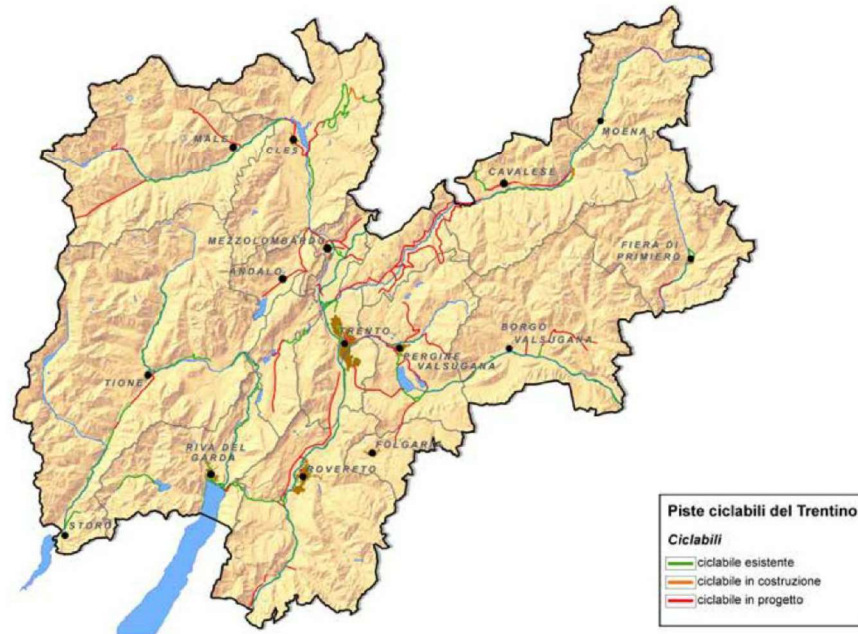 MALÈ
CLES
MOENA
CAVALESE
MEZZOLOMBARDO
FIERA DI
PRIMIERO
ANDALO
TRENTO
BORGO
VALSUGANA
PERGINE
VALSUGANA
TIONE
FOLGARIA
RIVA DEL
GARDA
ROVERETO
STORO
Piste ciclabili del Trentino
Ciclabili
ciclabile esistente
ciclabile in costruzione
ciclabile in progetto